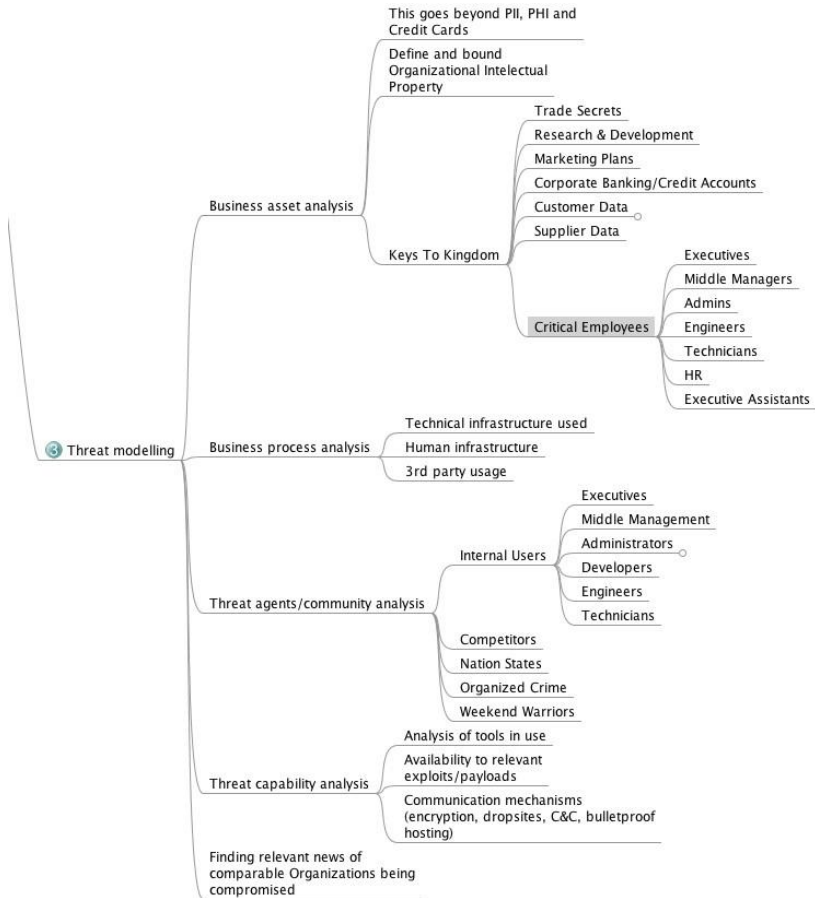 This goes beyond PII, PHI and
Credit Cards
Define and bound
Organizational Intelectual
Property
Trade Secrets
Research & Development
Marketing Plans
Corporate Banking/Credit Accounts
Business asset analysis
Customer Data
Supplier Data
Keys To Kingdom
Executives
Middle Managers
Admins
Critical Employees
Engineers
Technicians
HR
Executive Assistants
3 Threat modelling
Business process analysis
Technical infrastructure used
Human infrastructure
3rd party usage
Executives
Middle Management
Internal Users
Administrators
Developers
Engineers
Technicians
Threat agents/community analysis
Competitors
Nation States
Organized Crime
Weekend Warriors
Analysis of tools in use
Availability to relevant
exploits/payloads
Threat capability analysis
Communication mechanisms
(encryption, dropsites, C&C, bulletproof
hosting)
Finding relevant news of
comparable Organizations being
compromised